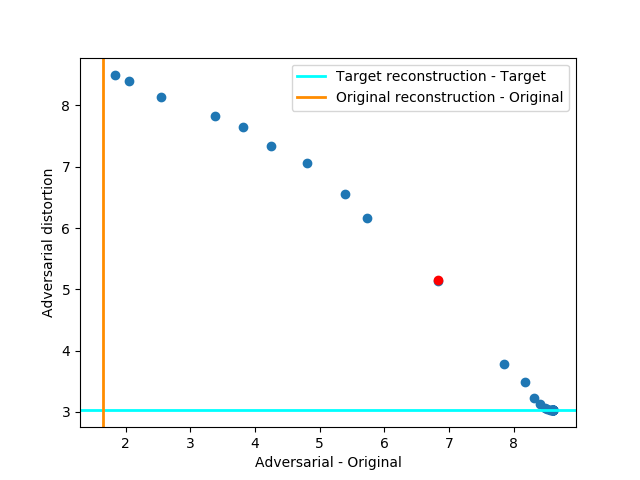 Target reconstruction - Target
Original reconstruction - Original
8
7
6
5
4
3
Adversarial distortion
2 3 4 5 6 7 8
Adversarial - Original